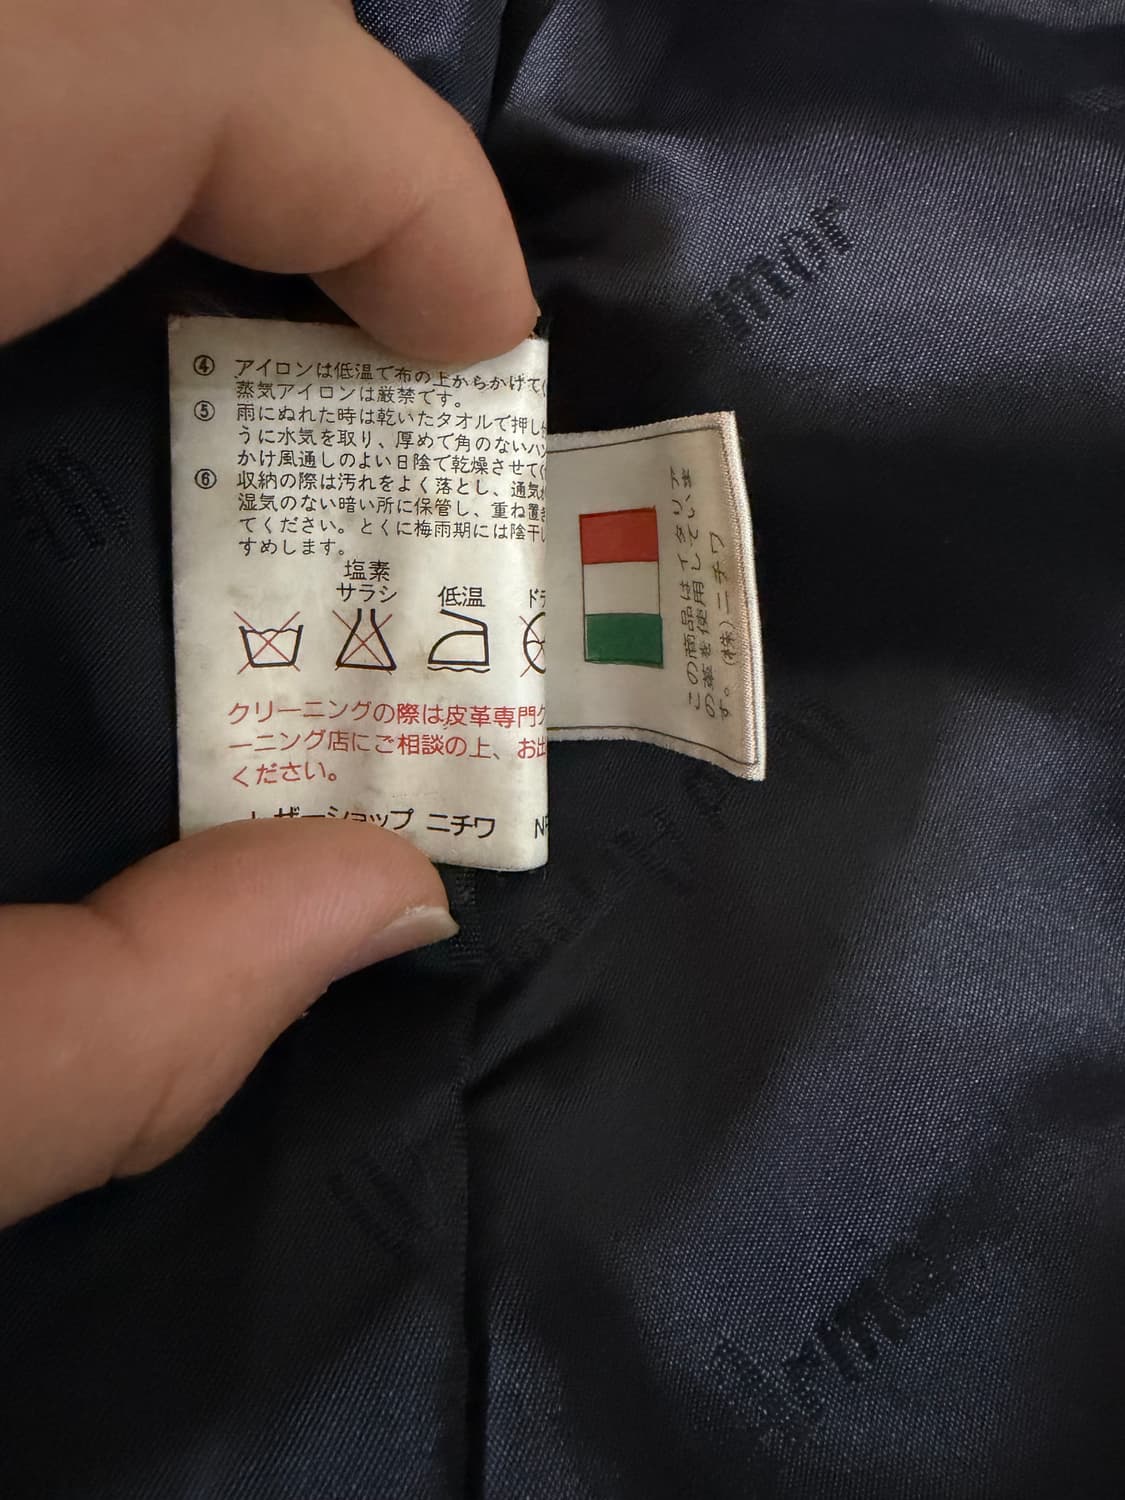 ④ アイロンは低温で布の上からかけて
蒸気アイロンは厳禁です。
⑤ 雨にぬれた時は乾いたタオルで押し
うに水気を取り、厚めで角のないハン
かけ風通しのよい日陰で乾燥させて
⑥ 収納の際は汚れをよく落とし、通気
湿気のない暗い所に保管し、重ね置き
てください。とくに梅雨期には陰干し
すめします。
塩素
サラシ
低温
ド
クリーニングの際は皮革専門ク
ーニング店にご相談の上、お出
ください。
レザーショップ ニチワ
この商品はイタリア
の革を使用していま
す。(株)ニチワ
impor